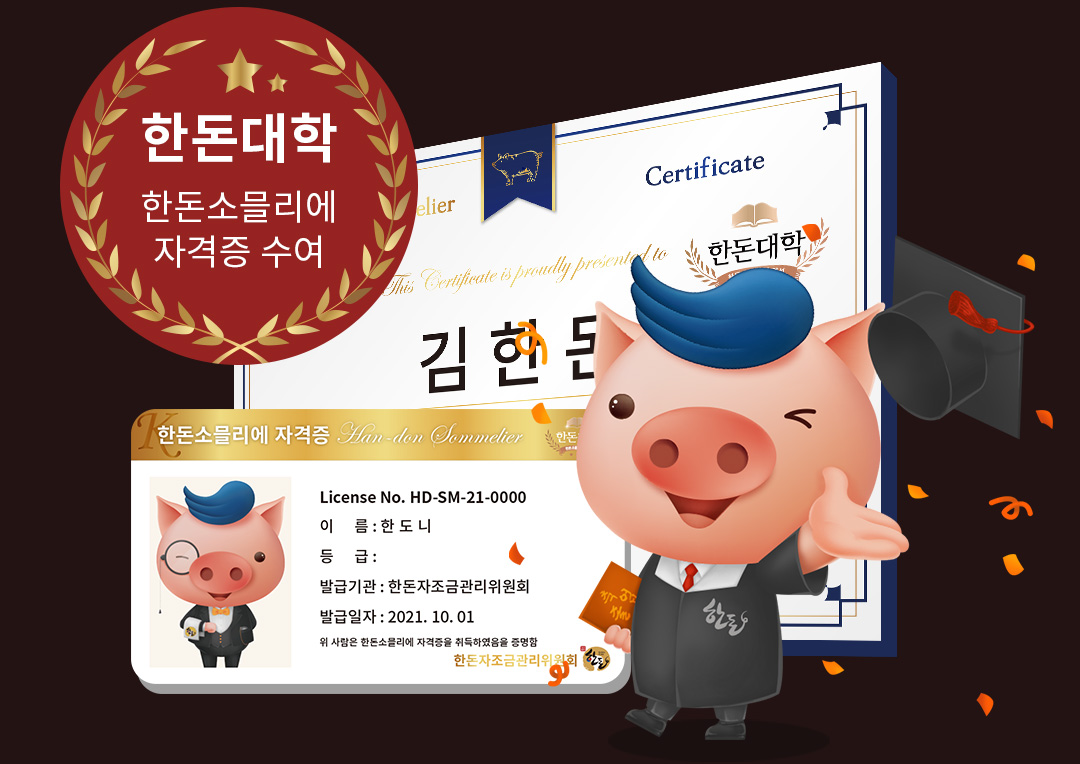 한돈대학
한돈소믈리에
자격증 수여
Certificate
elier
This Certificate is proudly presented to
한돈대학
김한돈
한돈소믈리에 자격증 Han-don Sommelier
한돈
License No. HD-SM-21-0000
이 름 : 한 도 니
등 급 :
발급기관 : 한돈자조금관리위원회
발급일자 : 2021. 10. 01
위 사람은 한돈소믈리에 자격증을 취득하였음을 증명함
한돈자조금관리위원회
한돈
한돈